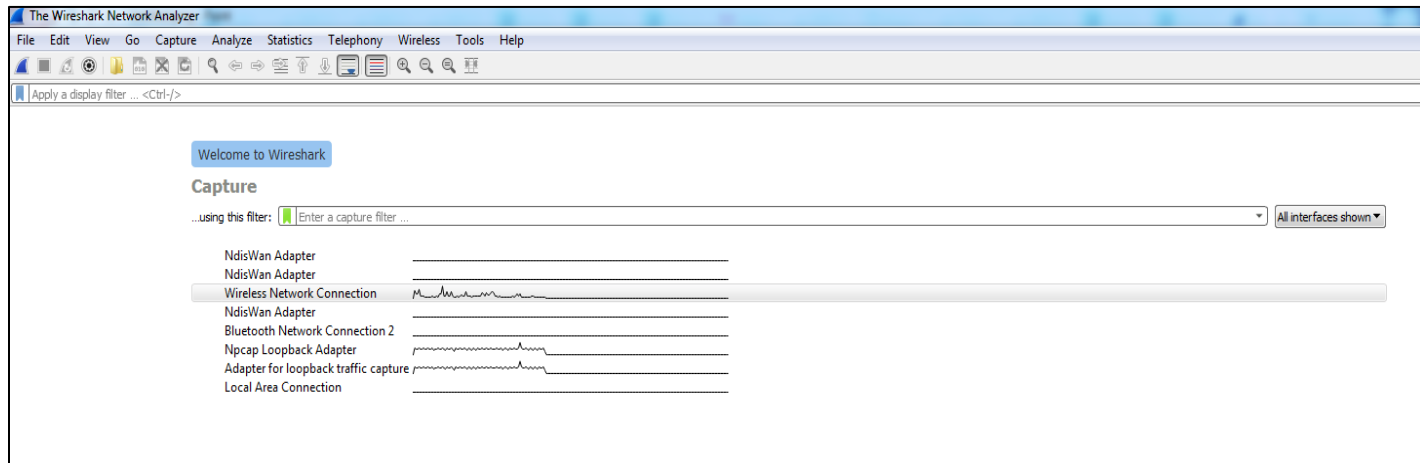 The Wireshark Network Analyzer
File Edit View Go Capture Analyze Statistics Telephony Wireless Tools Help
Apply a display filter ... <Ctrl-/>
Welcome to Wireshark
Capture
...using this filter: Enter a capture filter ... All interfaces shown
NdisWan Adapter
NdisWan Adapter
Wireless Network Connection
NdisWan Adapter
Bluetooth Network Connection 2
Npcap Loopback Adapter
Adapter for loopback traffic capture
Local Area Connection